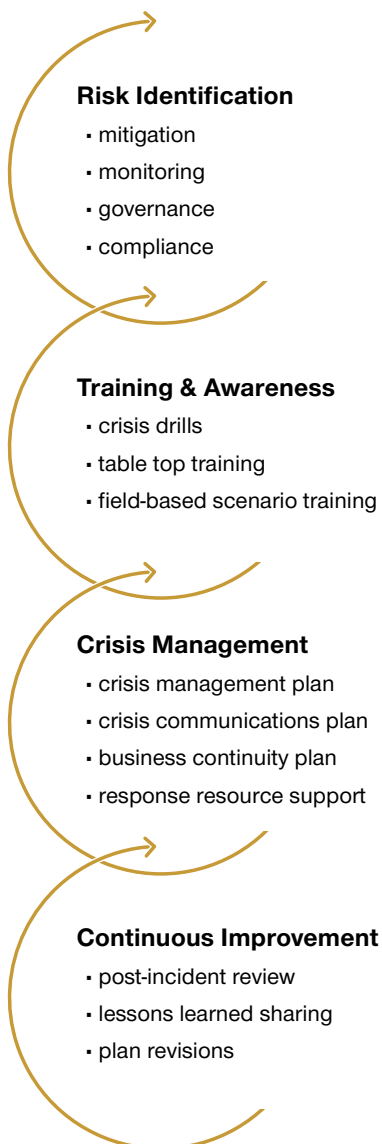 Risk Identification
▪ mitigation
▪ monitoring
▪ governance
▪ compliance
Training & Awareness
▪ crisis drills
▪ table top training
▪ field-based scenario training
Crisis Management
▪ crisis management plan
▪ crisis communications plan
▪ business continuity plan
▪ response resource support
Continuous Improvement
▪ post-incident review
▪ lessons learned sharing
▪ plan revisions